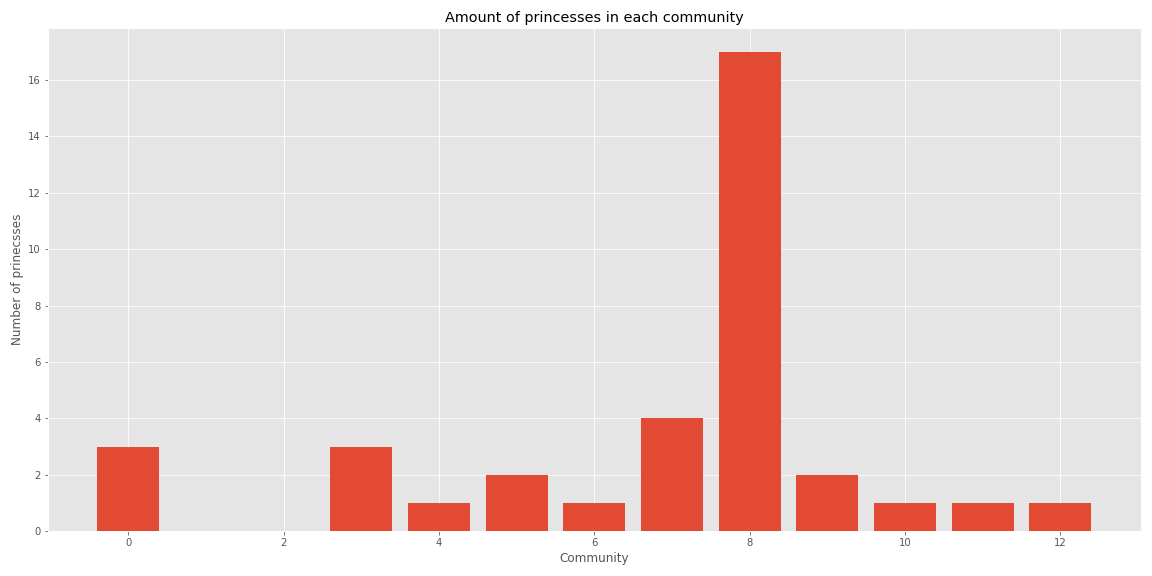 Amount of princesses in each community
Number of prinecsses
16
14
12
10
8
6
4
2
0
0 2 4 6 8 10 12
Community